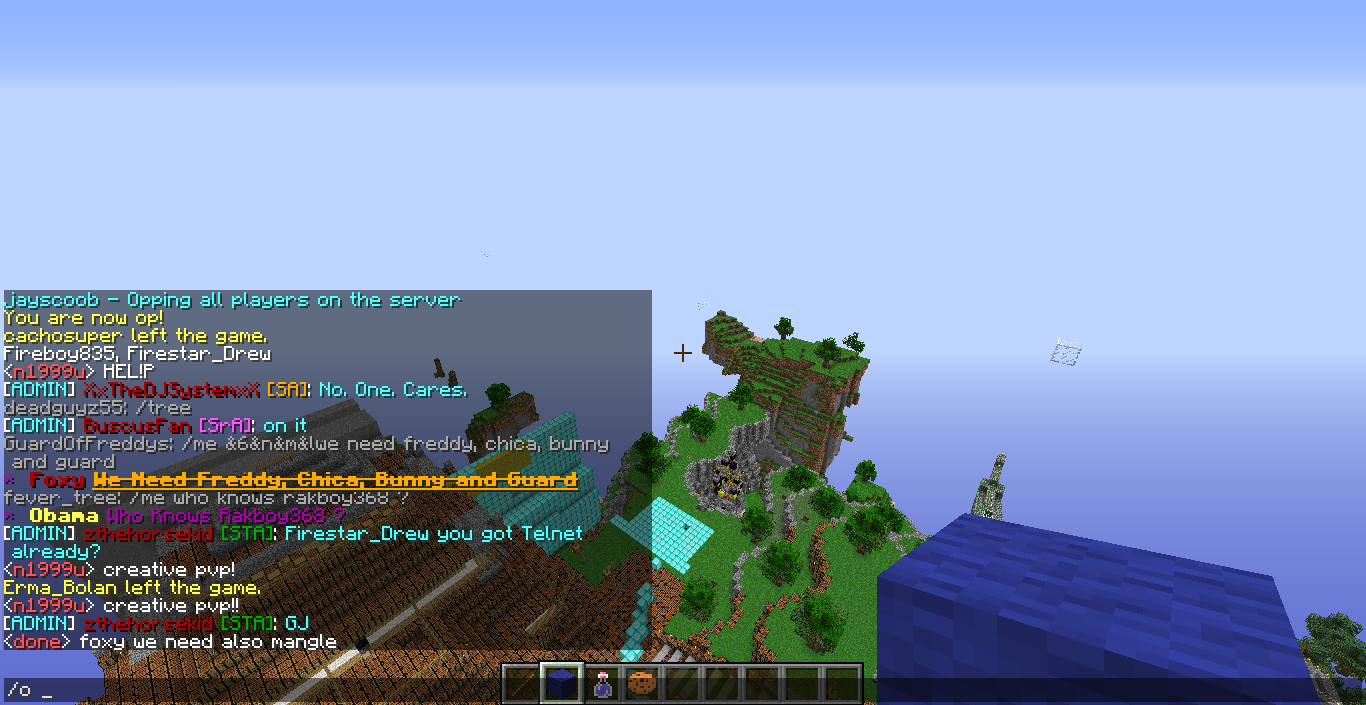 jayscoob - Opping all players on the server
You are now op!
cachosuper left the game.
Fireboy835, Firestar_Drew
<n1999u> HEL!P
[ADMIN] XxTheDJSystemxX [SA]: No. One. Cares.
deadguyz55: /tree
[ADMIN] BuscusFan [SrA]: on it
GuardOfFreddys: /me &6&n&m&lwe need freddy, chica, bunny
and guard
* Foxy We Need Freddy, Chica, Bunny and Guard
fever_tree: /me who knows rakboy368 ?
* Obama Who Knows Rakboy368 ?
[ADMIN] zthehorsekid [STA]: Firestar_Drew you got Telnet
already?
<n1999u> creative pvp!
Erma_Bolan left the game.
<n1999u> creative pvp!!
[ADMIN] zthehorsekid [STA]: GJ
<done> foxy we need also mangle
/o _